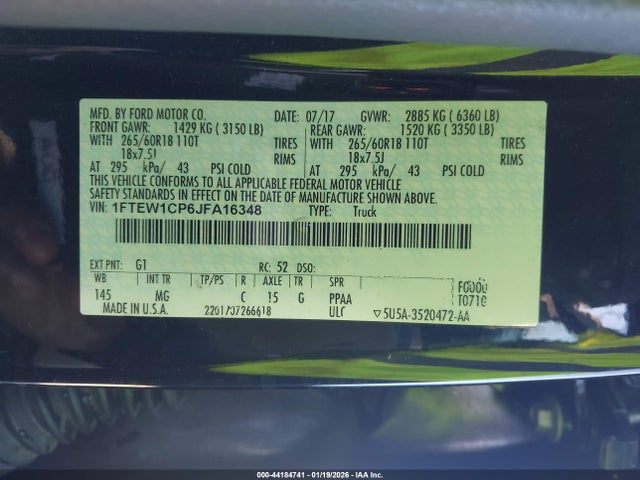 MFD. BY FORD MOTOR CO. DATE: 07/17 GVWR: 2885 KG ( 6360 LB)
FRONT GAWR: 1429 KG ( 3150 LB) REAR GAWR: 1520 KG ( 3350 LB)
WITH 265/60R18 110T TIRES WITH 265/60R18 110T TIRES
18x7.5J RIMS 18x7.5J RIMS
AT 295 kPa/ 43 PSI COLD AT 295 kPa/ 43 PSI COLD
THIS VEHICLE CONFORMS TO ALL APPLICABLE FEDERAL MOTOR VEHICLE
SAFETY STANDARDS IN EFFECT ON THE DATE OF MANUFACTURE SHOWN ABOVE.
VIN: 1FTEW1CP6JFA16348 TYPE: Truck
EXT PNT: G1 RC: 52 DSO:
WB INT TR TP/PS R AXLE TR SPR F0000
145 MG C 15 G PPAA T0710
MADE IN U.S.A. ULC ▽5U5A-3520472-AA
000-44184741 - 01/19/2026 - IAA Inc.